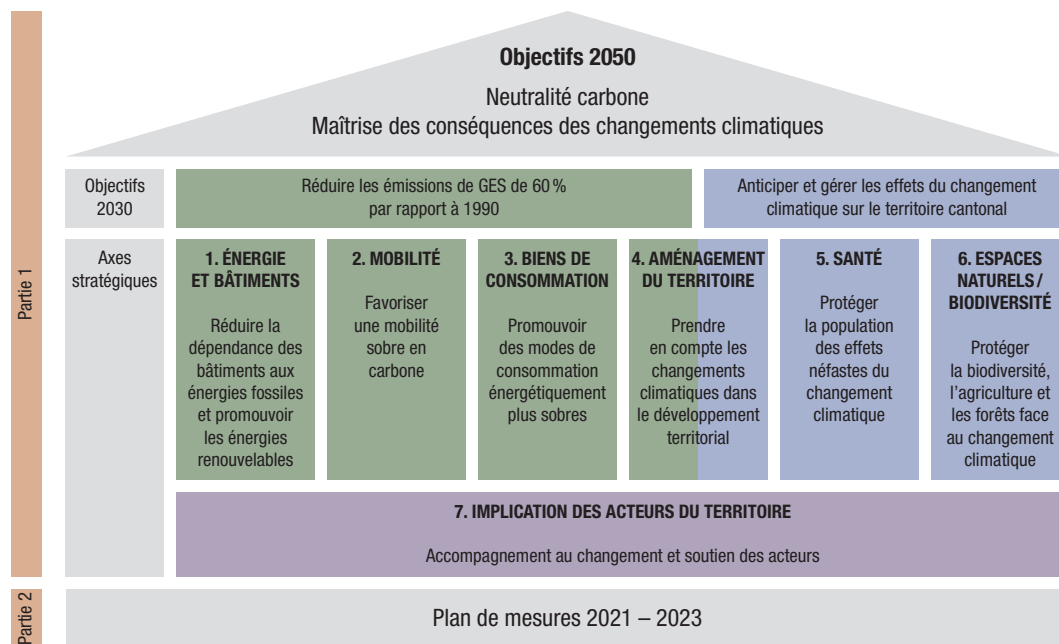 Objectifs 2050
Neutralité carbone
Maîtrise des conséquences des changements climatiques
Partie 1
Objectifs
2030
Réduire les émissions de GES de 60 %
par rapport à 1990
Anticiper et gérer les effets du changement
climatique sur le territoire cantonal
Axes
stratégiques
1. ÉNERGIE
ET BÂTIMENTS
Réduire la
dépendance des
bâtiments aux
énergies fossiles
et promouvoir
les énergies
renouvelables
2. MOBILITÉ
Favoriser
une mobilité
sobre en
carbone
3. BIENS DE
CONSOMMATION
Promouvoir
des modes de
consommation
énergétiquement
plus sobres
4. AMÉNAGEMENT
DU TERRITOIRE
Prendre
en compte les
changements
climatiques dans
le développement
territorial
5. SANTÉ
Protéger
la population
des effets
néfastes du
changement
climatique
6. ESPACES
NATURELS/
BIODIVERSITÉ
Protéger
la biodiversité,
l'agriculture et
les forêts face
au changement
climatique
7. IMPLICATION DES ACTEURS DU TERRITOIRE
Accompagnement au changement et soutien des acteurs
Partie 2
Plan de mesures 2021 – 2023